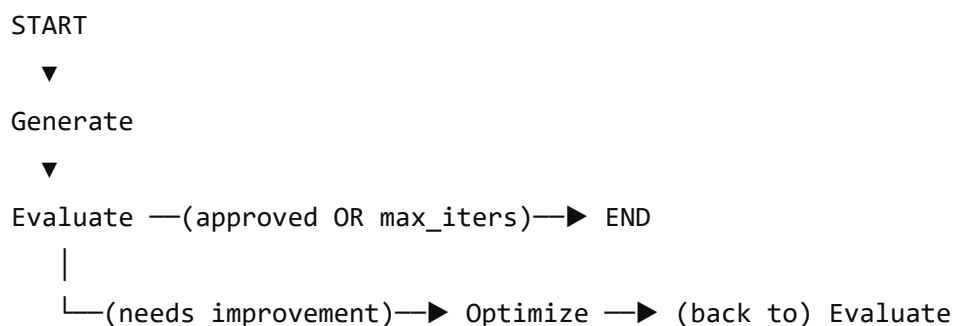 START
▼
Generate
▼
Evaluate ──(approved OR max_iters)──▶ END
│
└──(needs improvement)──▶ Optimize ──▶ (back to) Evaluate